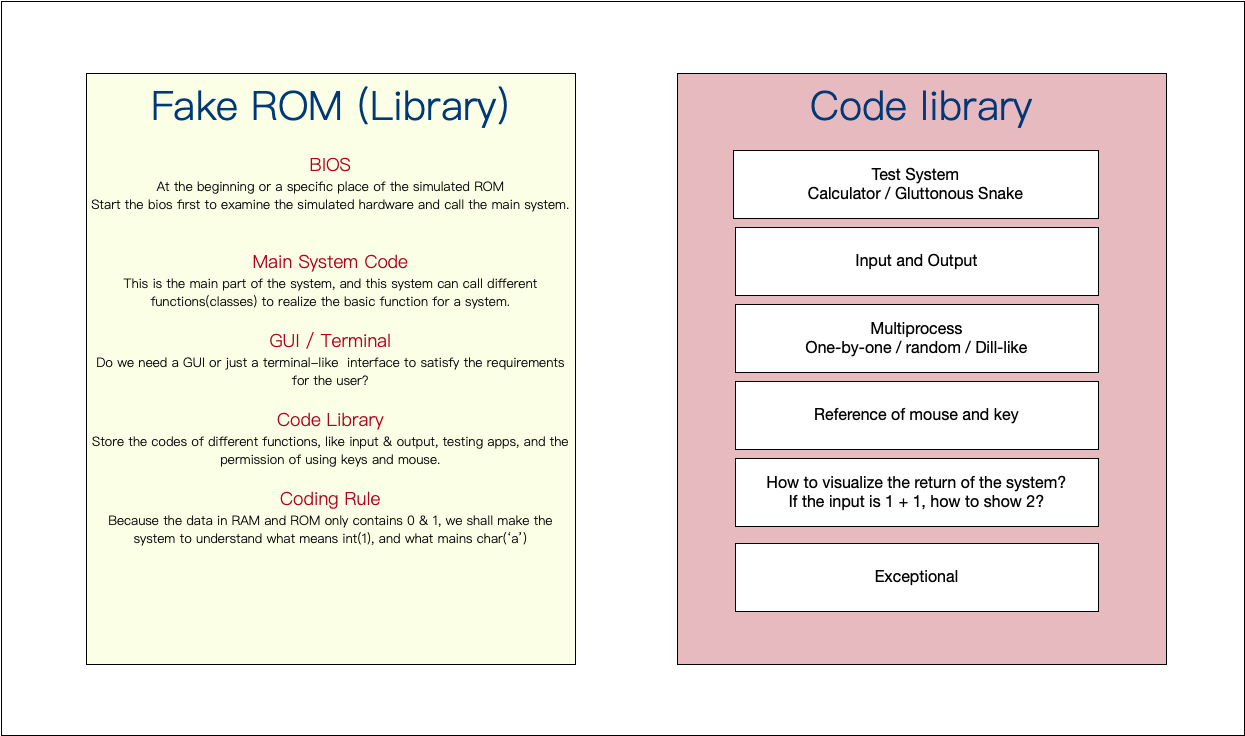 Fake ROM (Library)
BIOS
At the beginning or a specific place of the simulated ROM
Start the bios first to examine the simulated hardware and call the main system.
Main System Code
This is the main part of the system, and this system can call different
functions(classes) to realize the basic function for a system.
GUI / Terminal
Do we need a GUI or just a terminal-like interface to satisfy the requirements
for the user?
Code Library
Store the codes of different functions, like input & output, testing apps, and the
permission of using keys and mouse.
Coding Rule
Because the data in RAM and ROM only contains 0 & 1, we shall make the
system to understand what means int(1), and what mains char(‘a’)
Code library
Test System
Calculator / Gluttonous Snake
Input and Output
Multiprocess
One-by-one / random / Dill-like
Reference of mouse and key
How to visualize the return of the system?
If the input is 1 + 1, how to show 2?
Exceptional